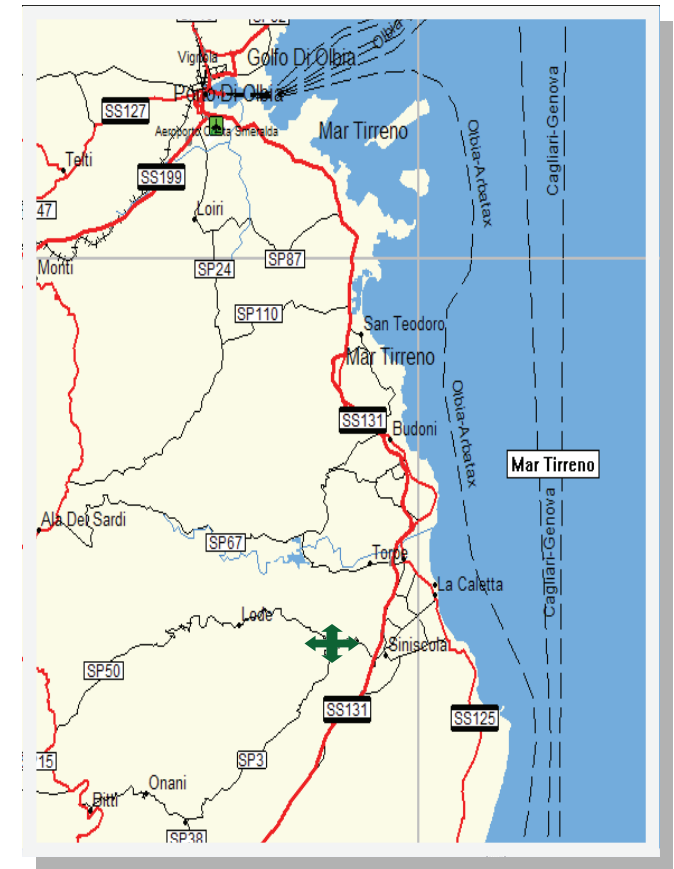 Olbia
Vignola
Golfo Di Olbia
Porto Di Olbia
SS127
Aeroporto Costa Smeralda
Mar Tirreno
Olbia-Arbatax
Cagliari-Genova
Telti
SS199
47
Loiri
SP87
SP24
Monti
SP110
San Teodoro
Mar Tirreno
Olbia-Arbatax
SS131
Budoni
Mar Tirreno
Cagliari-Genova
Ala Dei Sardi
SP67
Torpe
La Caletta
Lode
Siniscola
SP50
SS131
SS125
SP3
15
Onani
Bitti
SP38